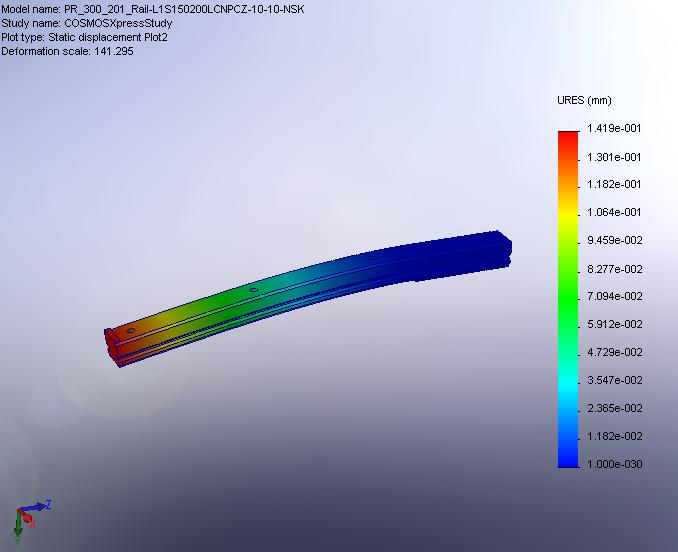 Model name: PR_300_201_Rail-L1S150200LCNPCZ-10-10-NSK
Study name: COSMOSXpressStudy
Plot type: Static displacement Plot2
Deformation scale: 141.295
URES (mm)
1.419e-001
1.301e-001
1.182e-001
1.064e-001
9.459e-002
8.277e-002
7.094e-002
5.912e-002
4.729e-002
3.547e-002
2.365e-002
1.182e-002
1.000e-030
Z
X
Y